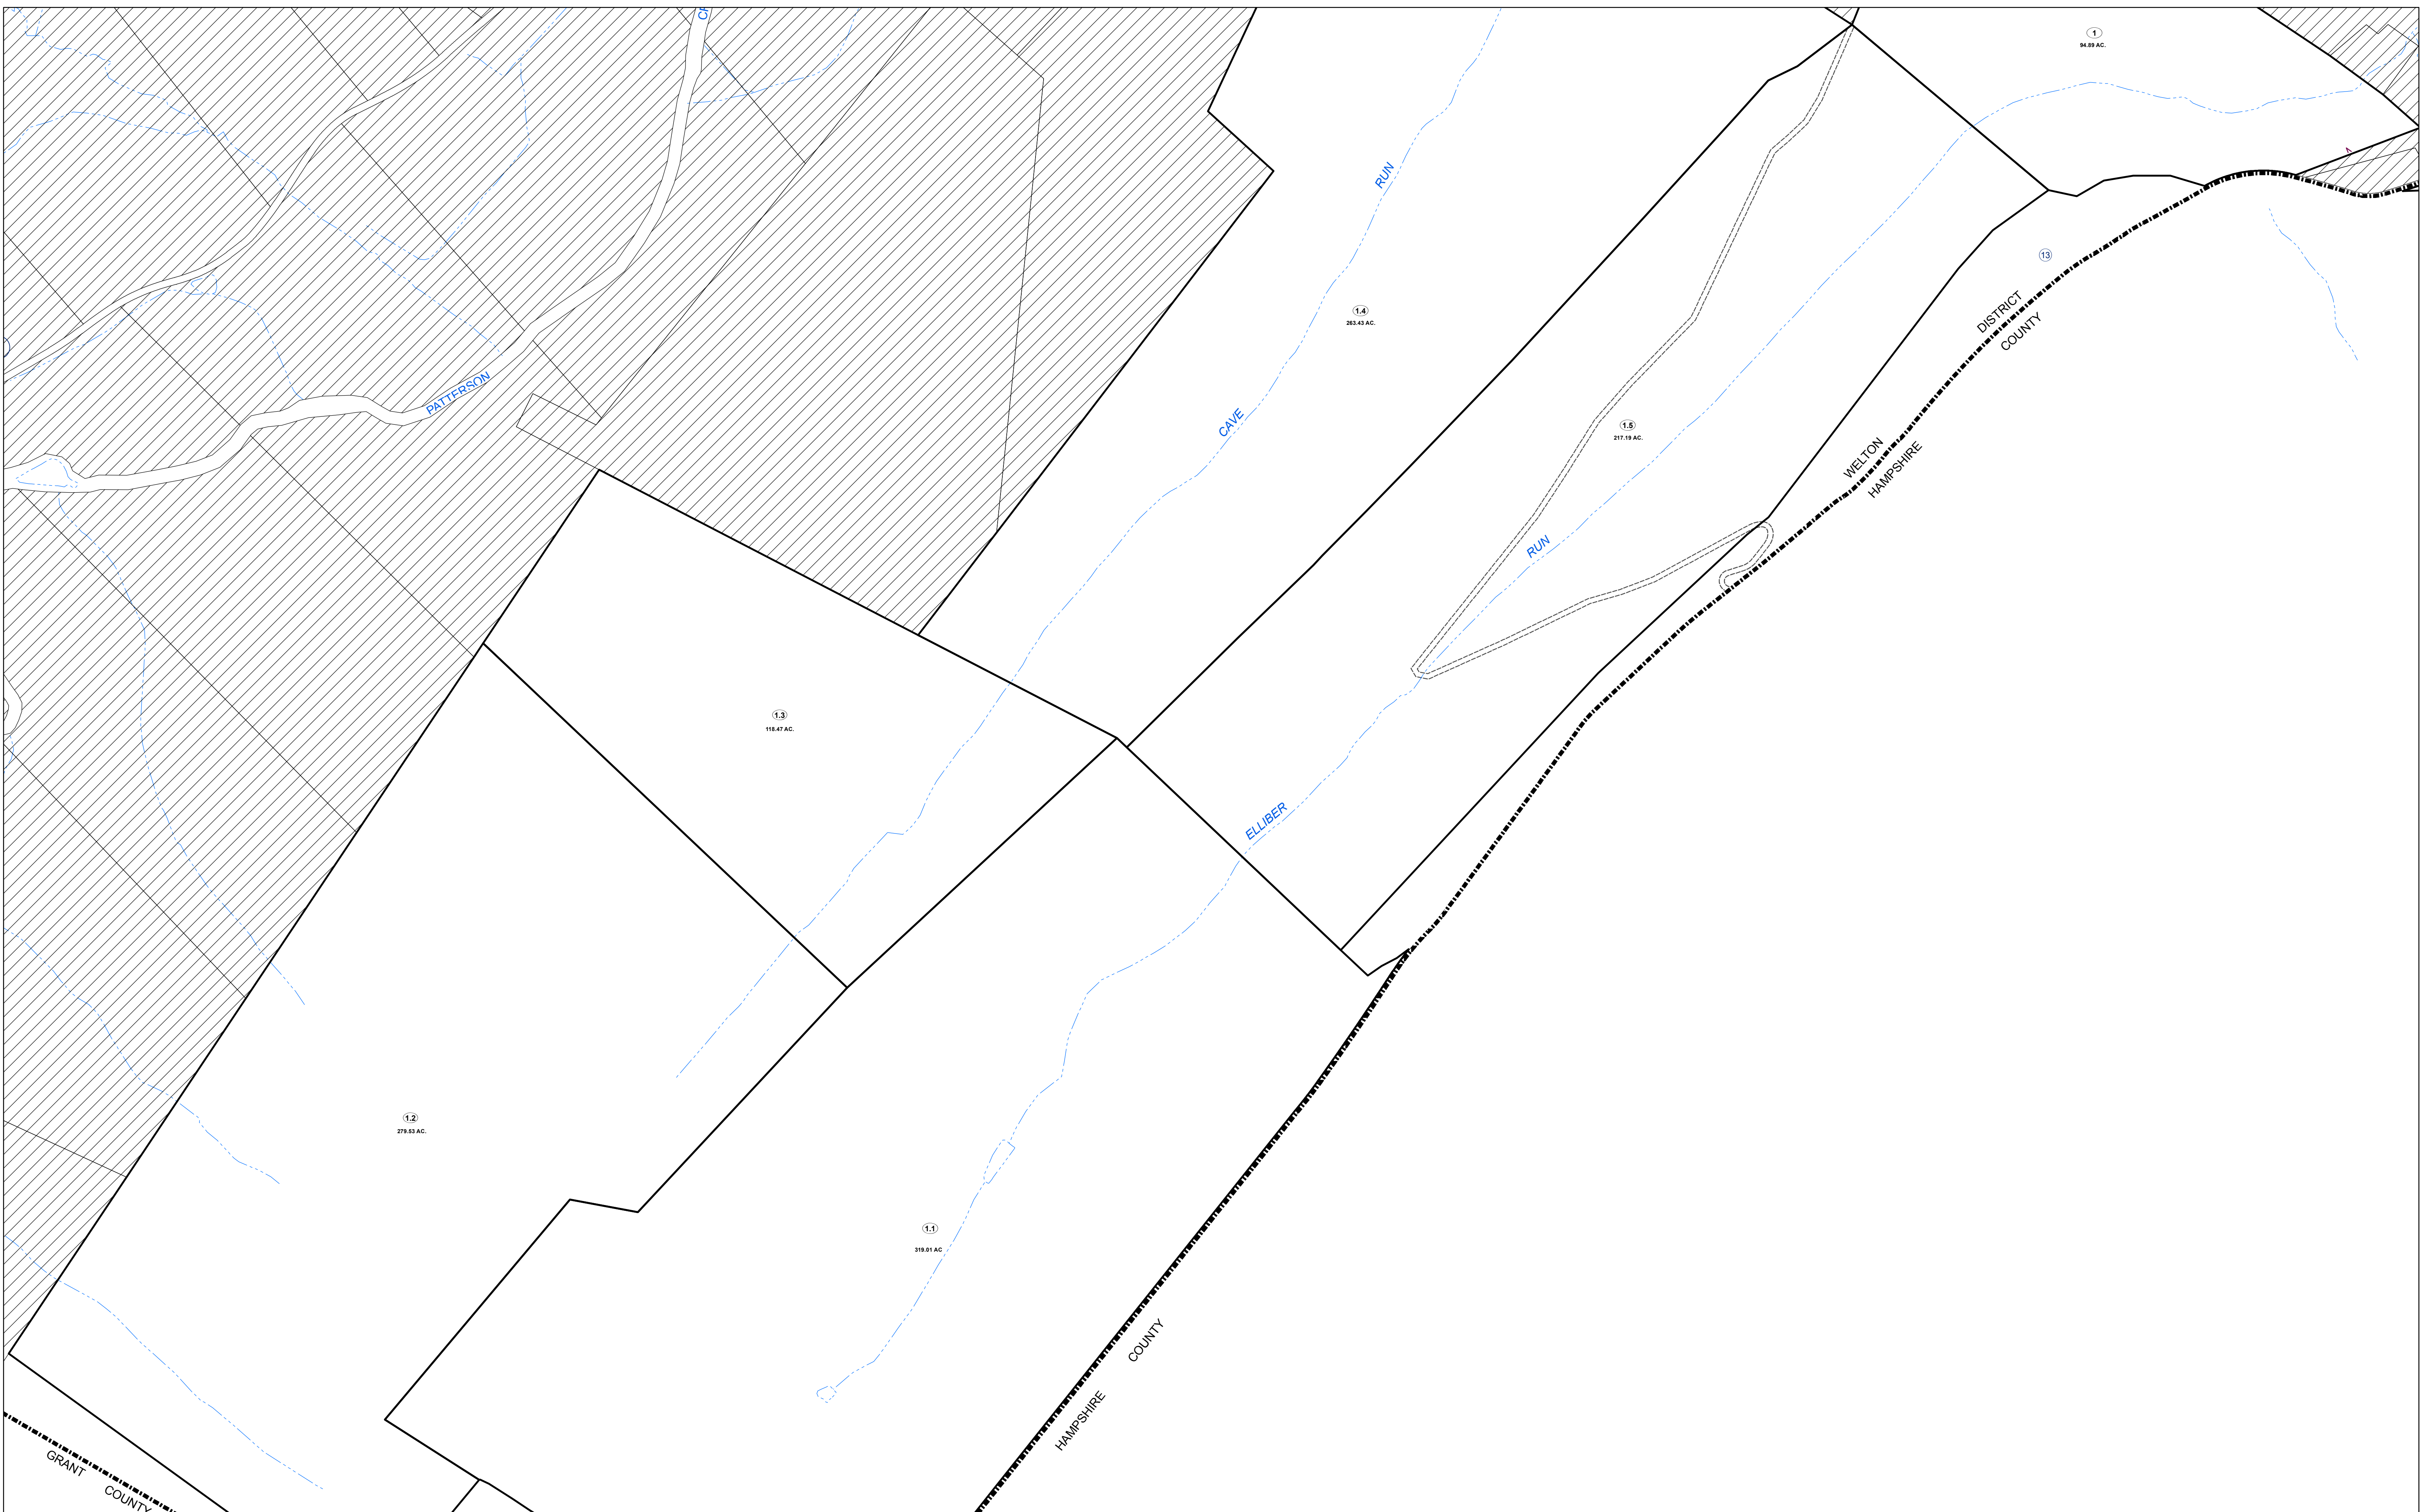 1
94.89 AC.
RUN
13
1.4
263.43 AC.
DISTRICT
COUNTY
PATTERSON
CAVE
1.5
217.19 AC.
WELTON
HAMPSHIRE
RUN
1.3
118.47 AC.
ELLIBER
1.2
279.53 AC.
1.1
319.01 AC
COUNTY
HAMPSHIRE
GRANT
COUNTY